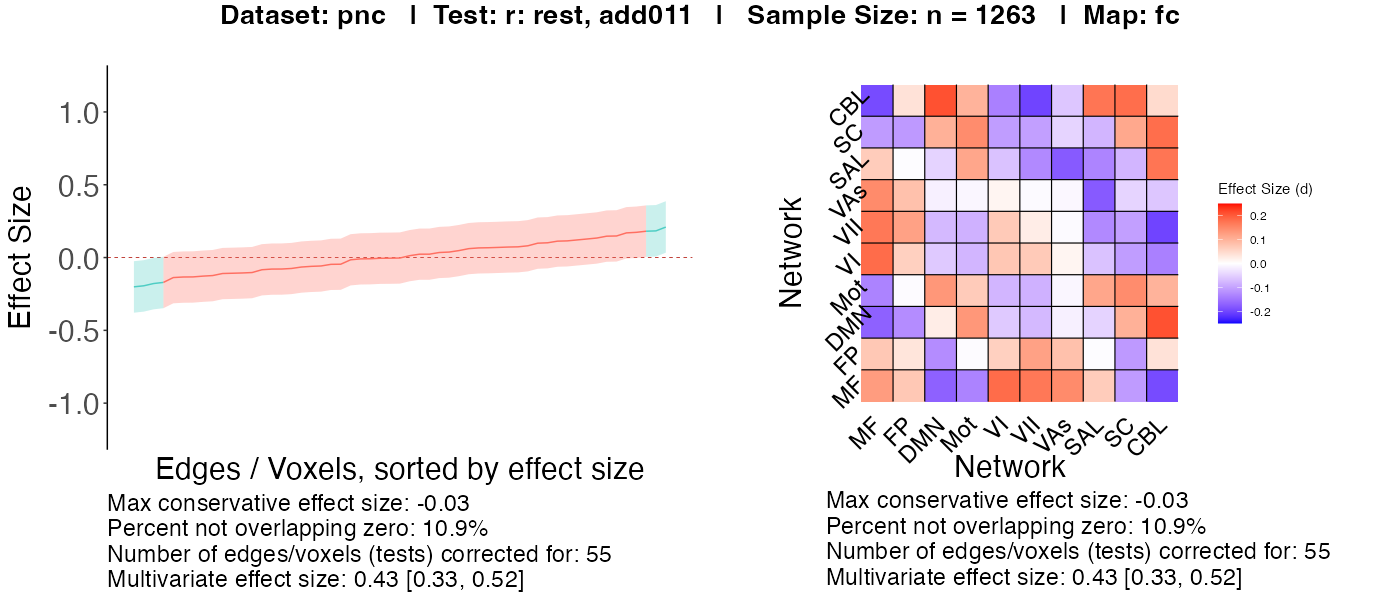 Dataset: pnc | Test: r: rest, add011 | Sample Size: n = 1263 | Map: fc
Effect Size
1.0
0.5
0.0
-0.5
-1.0
Edges / Voxels, sorted by effect size
Max conservative effect size: -0.03
Percent not overlapping zero: 10.9%
Number of edges/voxels (tests) corrected for: 55
Multivariate effect size: 0.43 [0.33, 0.52]
Network
CBL
SC
SAL
VAs
VII
VI
Mot
DMN
FP
MF
MF
FP
DMN
Mot
VI
VII
VAs
SAL
SC
CBL
Network
Effect Size (d)
0.2
0.1
0.0
-0.1
-0.2
Max conservative effect size: -0.03
Percent not overlapping zero: 10.9%
Number of edges/voxels (tests) corrected for: 55
Multivariate effect size: 0.43 [0.33, 0.52]